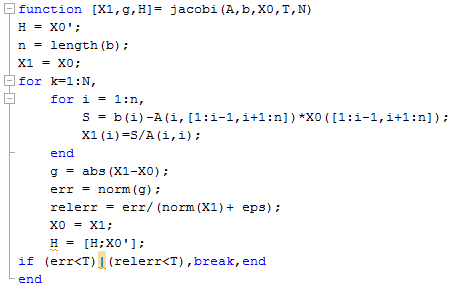 function [X1,g,H]= jacobi(A,b,X0,T,N)
H = X0';
n = length(b);
X1 = X0;
for k=1:N,
for i = 1:n,
S = b(i)-A(i,[1:i-1,i+1:n])*X0([1:i-1,i+1:n]);
X1(i)=S/A(i,i);
end
g = abs(X1-X0);
err = norm(g);
relerr = err/(norm(X1)+ eps);
X0 = X1;
H = [H;X0'];
if (err<T)|(relerr<T),break,end
end